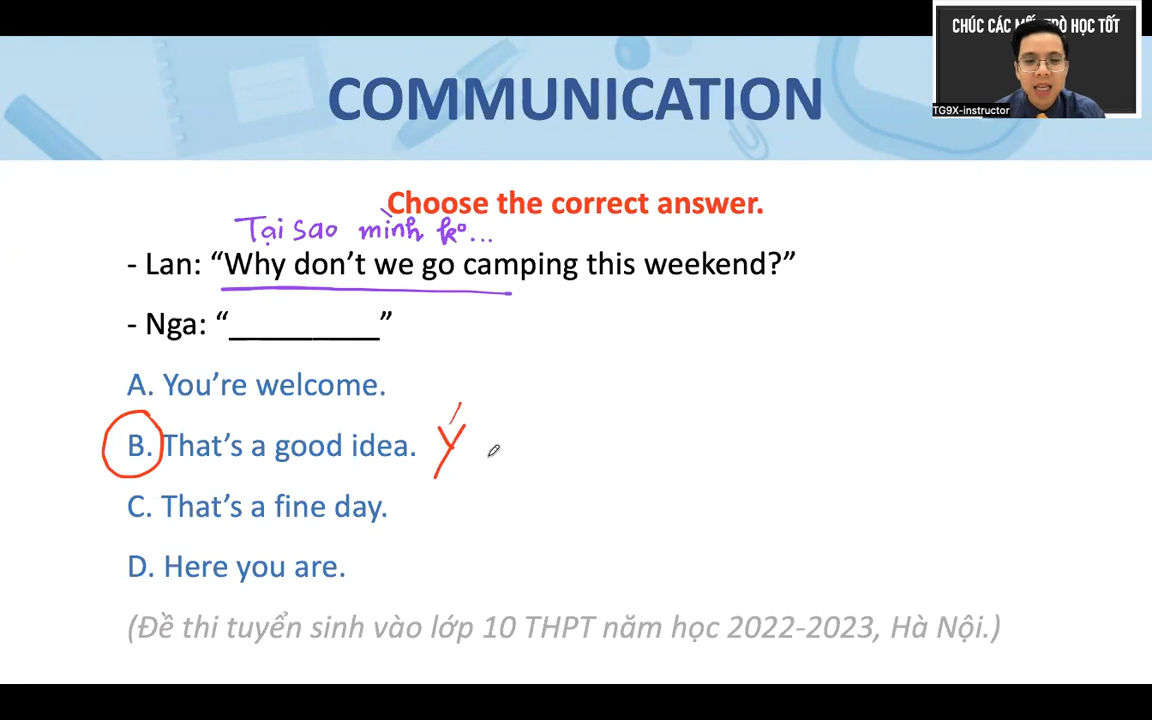 CHÚC CÁC TRÒ HỌC TỐT
TG9X-instructor
COMMUNICATION
Choose the correct answer.
Tại sao mình ko...
- Lan: “Why don’t we go camping this weekend?”
- Nga: “__________”
A. You’re welcome.
B. That’s a good idea. Ý
C. That’s a fine day.
D. Here you are.
(Đề thi tuyển sinh vào lớp 10 THPT năm học 2022-2023, Hà Nội.)